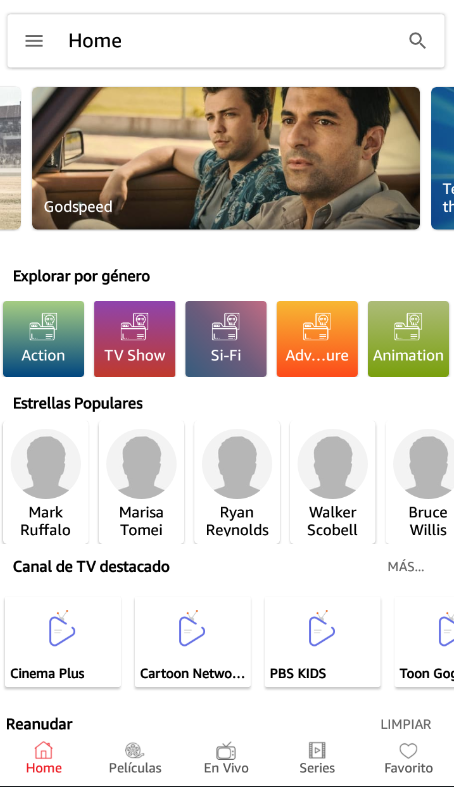 Home
Godspeed
Te
th
Explorar por género
Action
TV Show
Si-Fi
Adv...ure
Animation
Estrellas Populares
Mark
Ruffalo
Marisa
Tomei
Ryan
Reynolds
Walker
Scobell
Bruce
Willis
Canal de TV destacado
MÁS...
Cinema Plus
Cartoon Netwo...
PBS KIDS
Toon Gog
Reanudar
LIMPIAR
Home
Películas
En Vivo
Series
Favorito